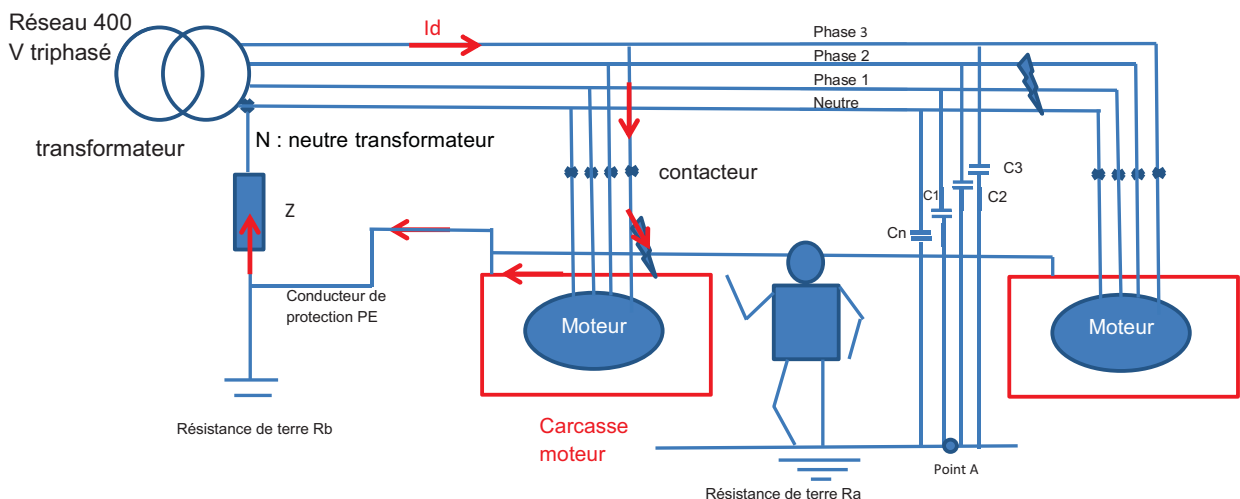 Réseau 400
V triphasé
Id
Phase 3
Phase 2
Phase 1
Neutre
transformateur
N : neutre transformateur
contacteur
Z
C3
C1
C2
Cn
Conducteur de
protection PE
Moteur
Moteur
Résistance de terre Rb
Carcasse
moteur
Point A
Résistance de terre Ra